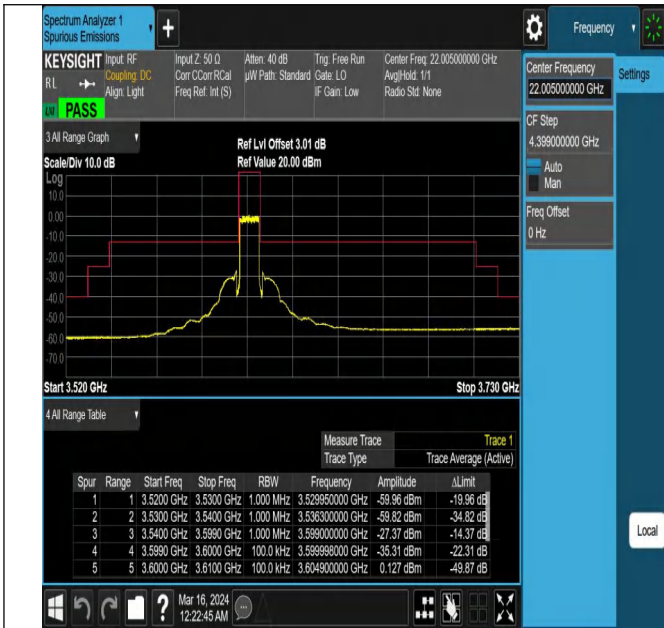 Spectrum Analyzer 1
Spurious Emissions
Frequency
KEYSIGHT
RL
PASS
Input: RF
Coupling: DC
Align: Light
Input Z: 50 Ω
Corr CCorr RCal
Freq Ref: Int (S)
Atten: 40 dB
µW Path: Standard
Trig: Free Run
Gate: LO
IF Gain: Low
Center Freq: 22.005000000 GHz
Avg|Hold: 1/1
Radio Std: None
Center Frequency
22.005000000 GHz
Settings
CF Step
4.399000000 GHz
Auto
Man
Freq Offset
0 Hz
3 All Range Graph
Scale/Div 10.0 dB
Ref Lvl Offset 3.01 dB
Ref Value 20.00 dBm
Log
10.0
0.00
-10.0
-20.0
-30.0
-40.0
-50.0
-60.0
-70.0
Start 3.520 GHz
Stop 3.730 GHz
4 All Range Table
Measure Trace Trace 1
Trace Type Trace Average (Active)
Spur Range Start Freq Stop Freq RBW Frequency Amplitude ΔLimit
1 1 3.5200 GHz 3.5300 GHz 1.000 MHz 3.529950000 GHz -59.96 dBm -19.96 dB
2 2 3.5300 GHz 3.5400 GHz 1.000 MHz 3.536300000 GHz -59.82 dBm -34.82 dB
3 3 3.5400 GHz 3.5990 GHz 1.000 MHz 3.599000000 GHz -27.37 dBm -14.37 dB
4 4 3.5990 GHz 3.6000 GHz 100.0 kHz 3.599998000 GHz -35.31 dBm -22.31 dB
5 5 3.6000 GHz 3.6100 GHz 100.0 kHz 3.604900000 GHz 0.127 dBm -49.87 dB
Local
?
Mar 16, 2024
12:22:45 AM